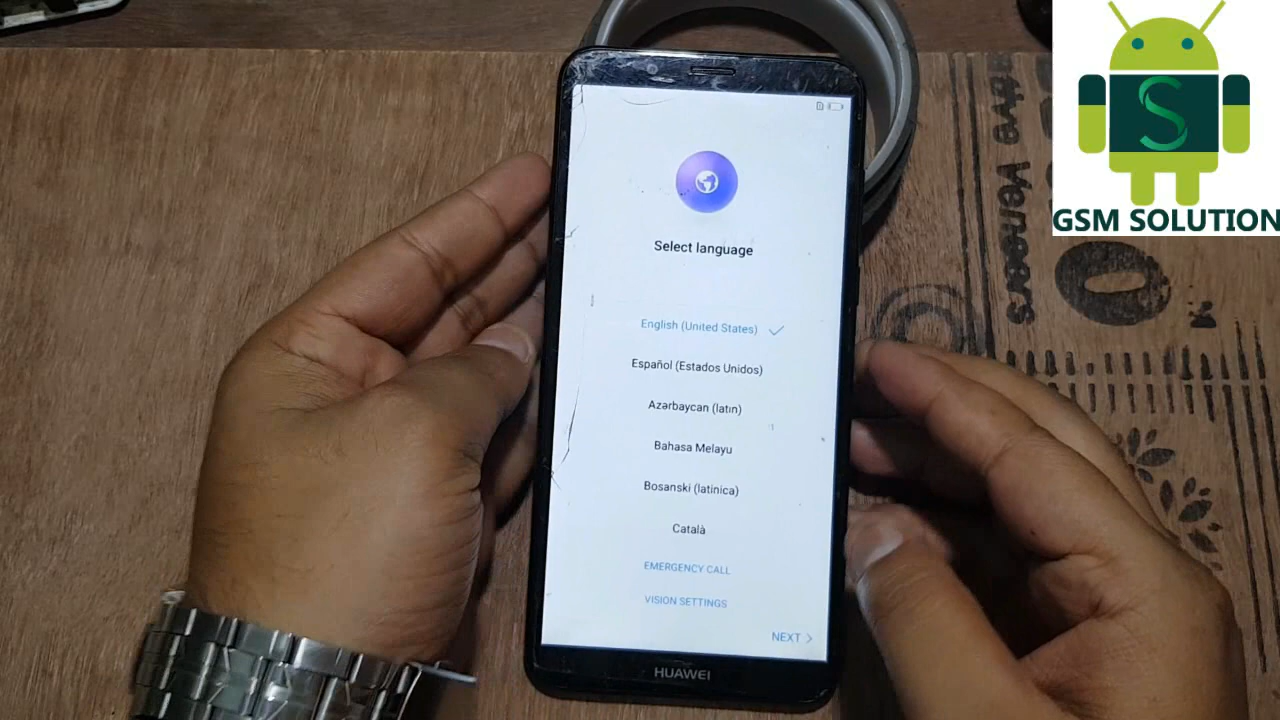 Select language
English (United States)
Español (Estados Unidos)
Azərbaycan (latın)
Bahasa Melayu
Bosanski (latinica)
Català
EMERGENCY CALL
VISION SETTINGS
NEXT
HUAWEI
S
GSM SOLUTION